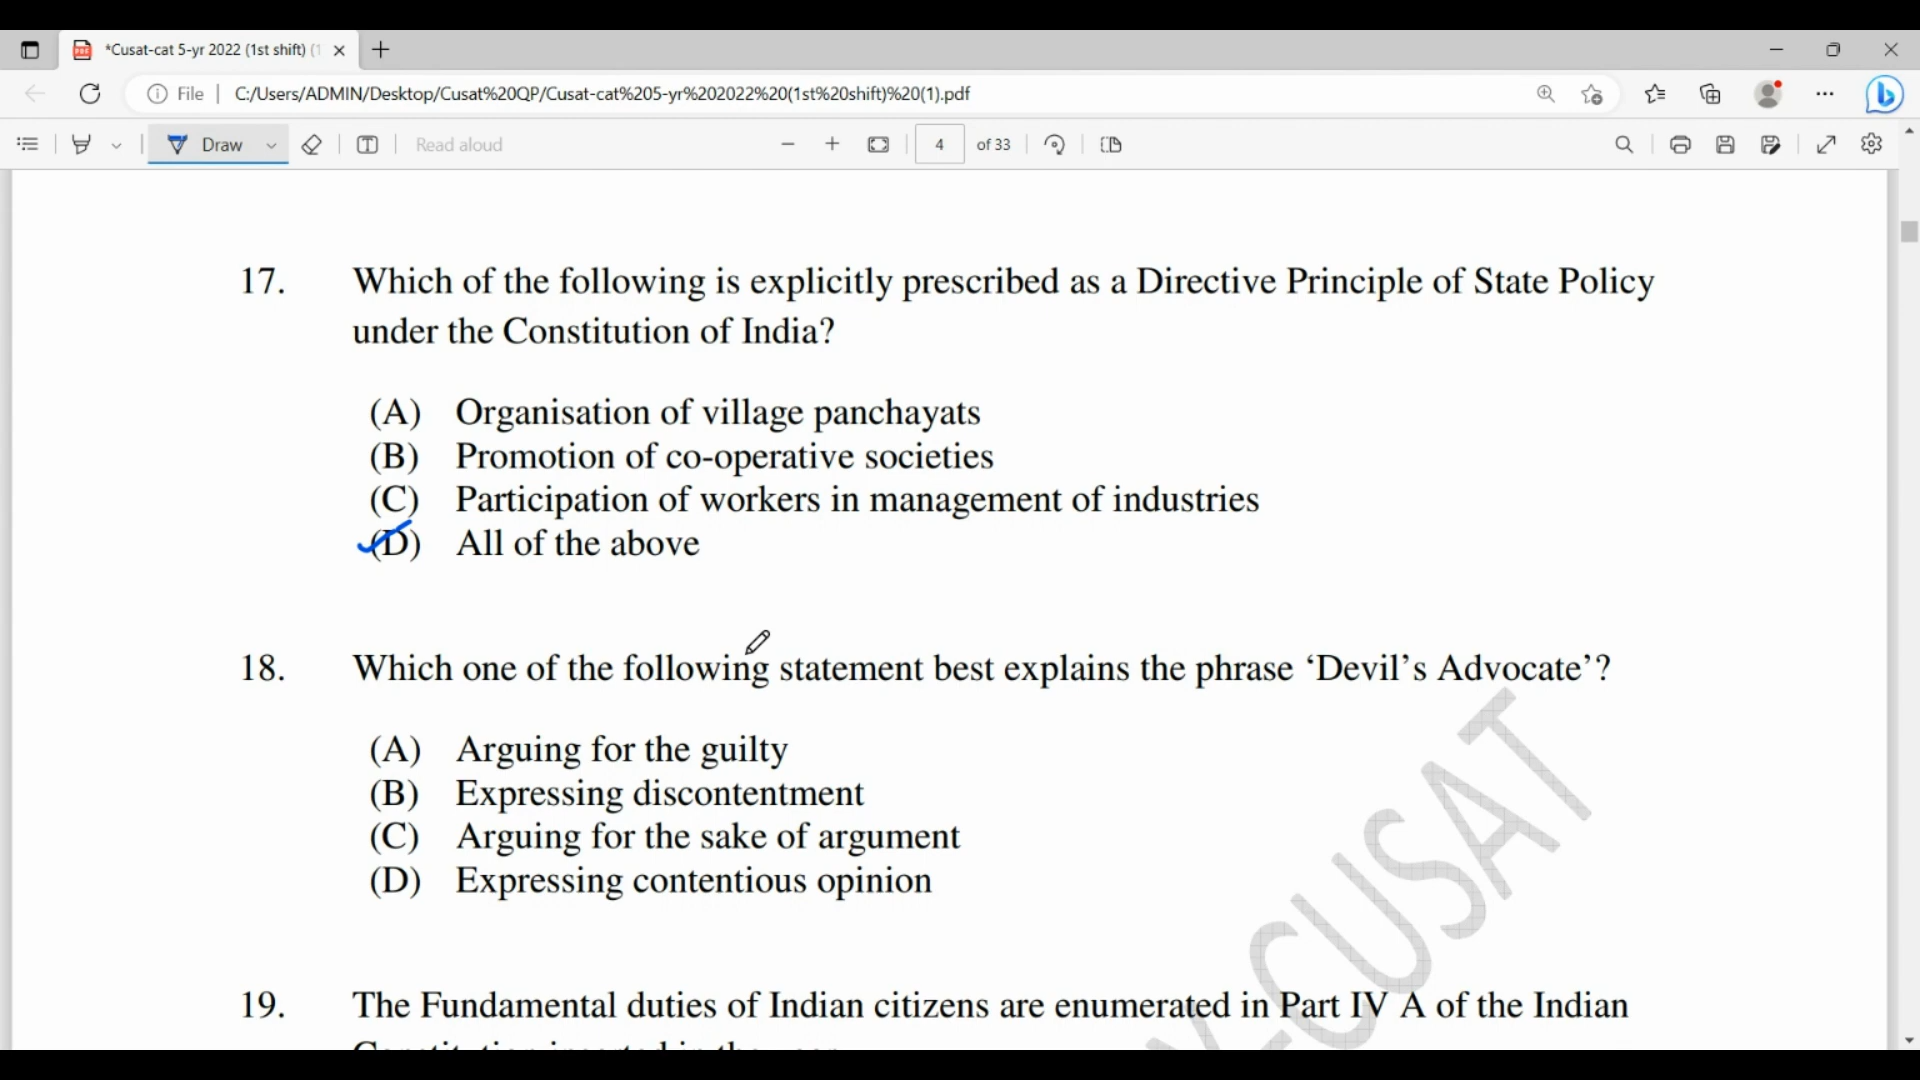 *Cusat-cat 5-yr 2022 (1st shift) (1
File
C:/Users/ADMIN/Desktop/Cusat%20QP/Cusat-cat%205-yr%202022%20(1st%20shift)%20(1).pdf
Draw
Read aloud
4
of 33
17. Which of the following is explicitly prescribed as a Directive Principle of State Policy
under the Constitution of India?
(A) Organisation of village panchayats
(B) Promotion of co-operative societies
(C) Participation of workers in management of industries
(D) All of the above
18. Which one of the following statement best explains the phrase ‘Devil’s Advocate’?
(A) Arguing for the guilty
(B) Expressing discontentment
(C) Arguing for the sake of argument
(D) Expressing contentious opinion
19. The Fundamental duties of Indian citizens are enumerated in Part IV A of the Indian
CUSAT